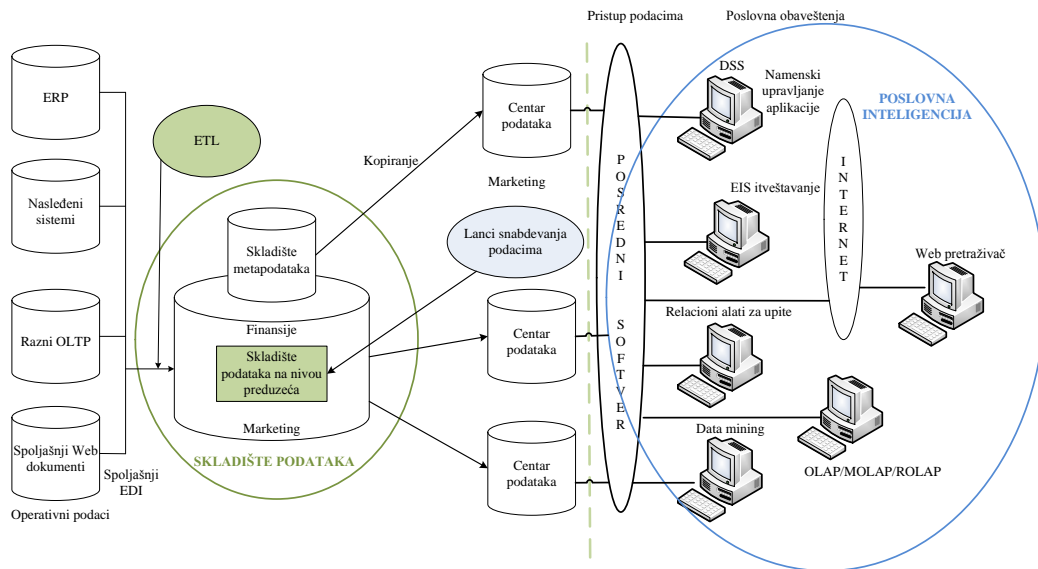 Pristup podacima
Poslovna obaveštenja
ERP
Nasleđeni
sistemi
Razni OLTP
Spoljašnji Web
dokumenti
Spoljašnji
EDI
Operativni podaci
ETL
Skladište
metapodataka
Finansije
Skladište
podataka na nivou
preduzeća
Marketing
SKLADIŠTE PODATAKA
Kopiranje
Centar
podataka
Marketing
Lanci snabdevanja
podacima
Centar
podataka
Centar
podataka
POSREDNI SOFTVER
DSS
Namenski
upravljanje
aplikacije
POSLOVNA
INTELIGENCIJA
EIS itveštavanje
INTERNET
Web pretraživač
Relacioni alati za upite
Data mining
OLAP/MOLAP/ROLAP